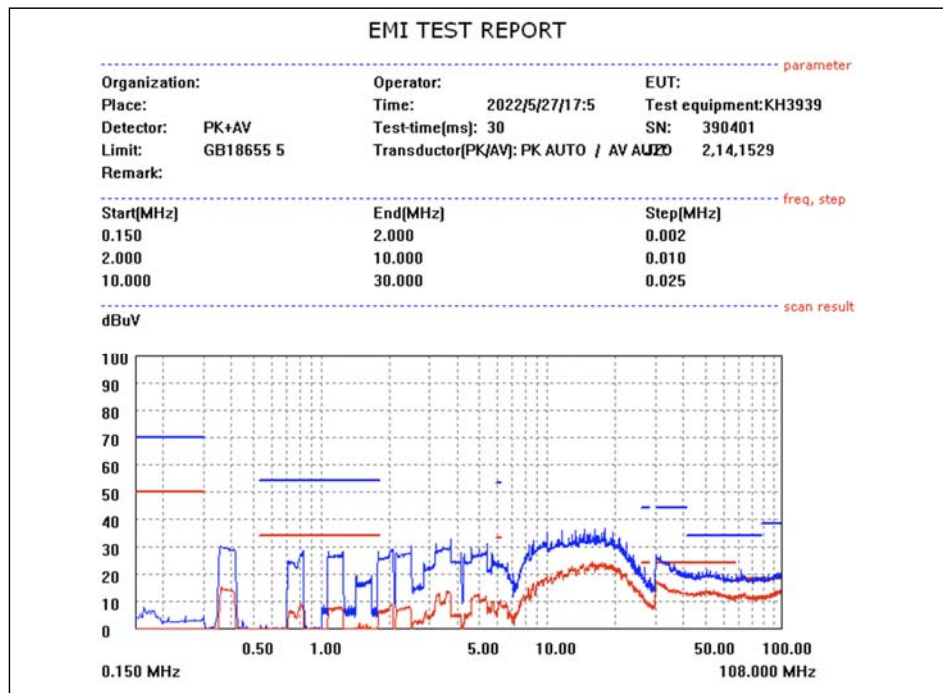 EMI TEST REPORT
parameter
Organization: Operator: EUT:
Place: Time: 2022/5/27/17:5 Test equipment:KH3939
Detector: PK+AV Test-time(ms): 30 SN: 390401
Limit: GB18655 5 Transductor(PK/AV): PK AUTO / AV AUTO 2,14,1529
Remark:
freq, step
Start(MHz) End(MHz) Step(MHz)
0.150 2.000 0.002
2.000 10.000 0.010
10.000 30.000 0.025
scan result
dBuV
100
90
80
70
60
50
40
30
20
10
0
0.50 1.00 5.00 10.00 50.00 100.00
0.150 MHz 108.000 MHz